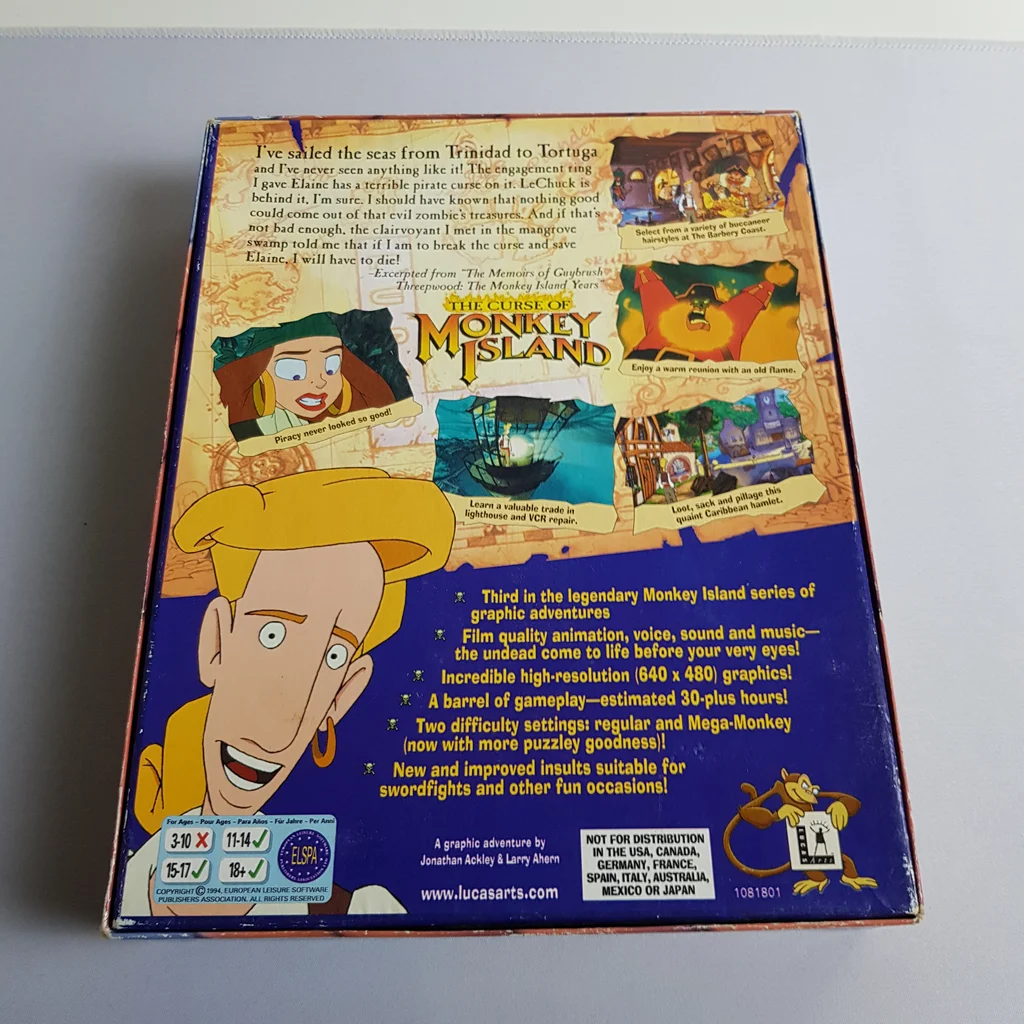 I've sailed the seas from Trinidad to Tortuga
and I've never seen anything like it! The engagement ring
I gave Elaine has a terrible pirate curse on it. LeChuck is
behind it, I'm sure. I should have known that nothing good
could come out of that evil zombie's treasures. And if that's
not bad enough, the clairvoyant I met in the mangrove
swamp told me that if I am to break the curse and save
Elaine, I will have to die!
-Excerpted from "The Memoirs of Guybrush
Threepwood: The Monkey Island Years
Select from a variety of buccaneer
hairstyles at The Barbery Coast.
THE CURSE OF
MONKEY
ISLAND™
Enjoy a warm reunion with an old flame.
Piracy never looked so good!
Learn a valuable trade in
lighthouse and VCR repair.
Loot, sack and pillage this
quaint Caribbean hamlet.
Third in the legendary Monkey Island series of
graphic adventures
Film quality animation, voice, sound and music—
the undead come to life before your very eyes!
Incredible high-resolution (640 x 480) graphics!
A barrel of gameplay—estimated 30-plus hours!
Two difficulty settings: regular and Mega-Monkey
(now with more puzzley goodness)!
New and improved insults suitable for
swordfights and other fun occasions!
For Ages - Pour Ages - Para Años - Für Jahre - Per Anni
3-10 11-14
15-17 18+
ELSPA
COPYRIGHT © 1994, EUROPEAN LEISURE SOFTWARE
PUBLISHERS ASSOCIATION. ALL RIGHTS RESERVED
A graphic adventure by
Jonathan Ackley & Larry Ahern
www.lucasarts.com
NOT FOR DISTRIBUTION
IN THE USA, CANADA,
GERMANY, FRANCE,
SPAIN, ITALY, AUSTRALIA,
MEXICO OR JAPAN
LUCAS
ARTS
1081801